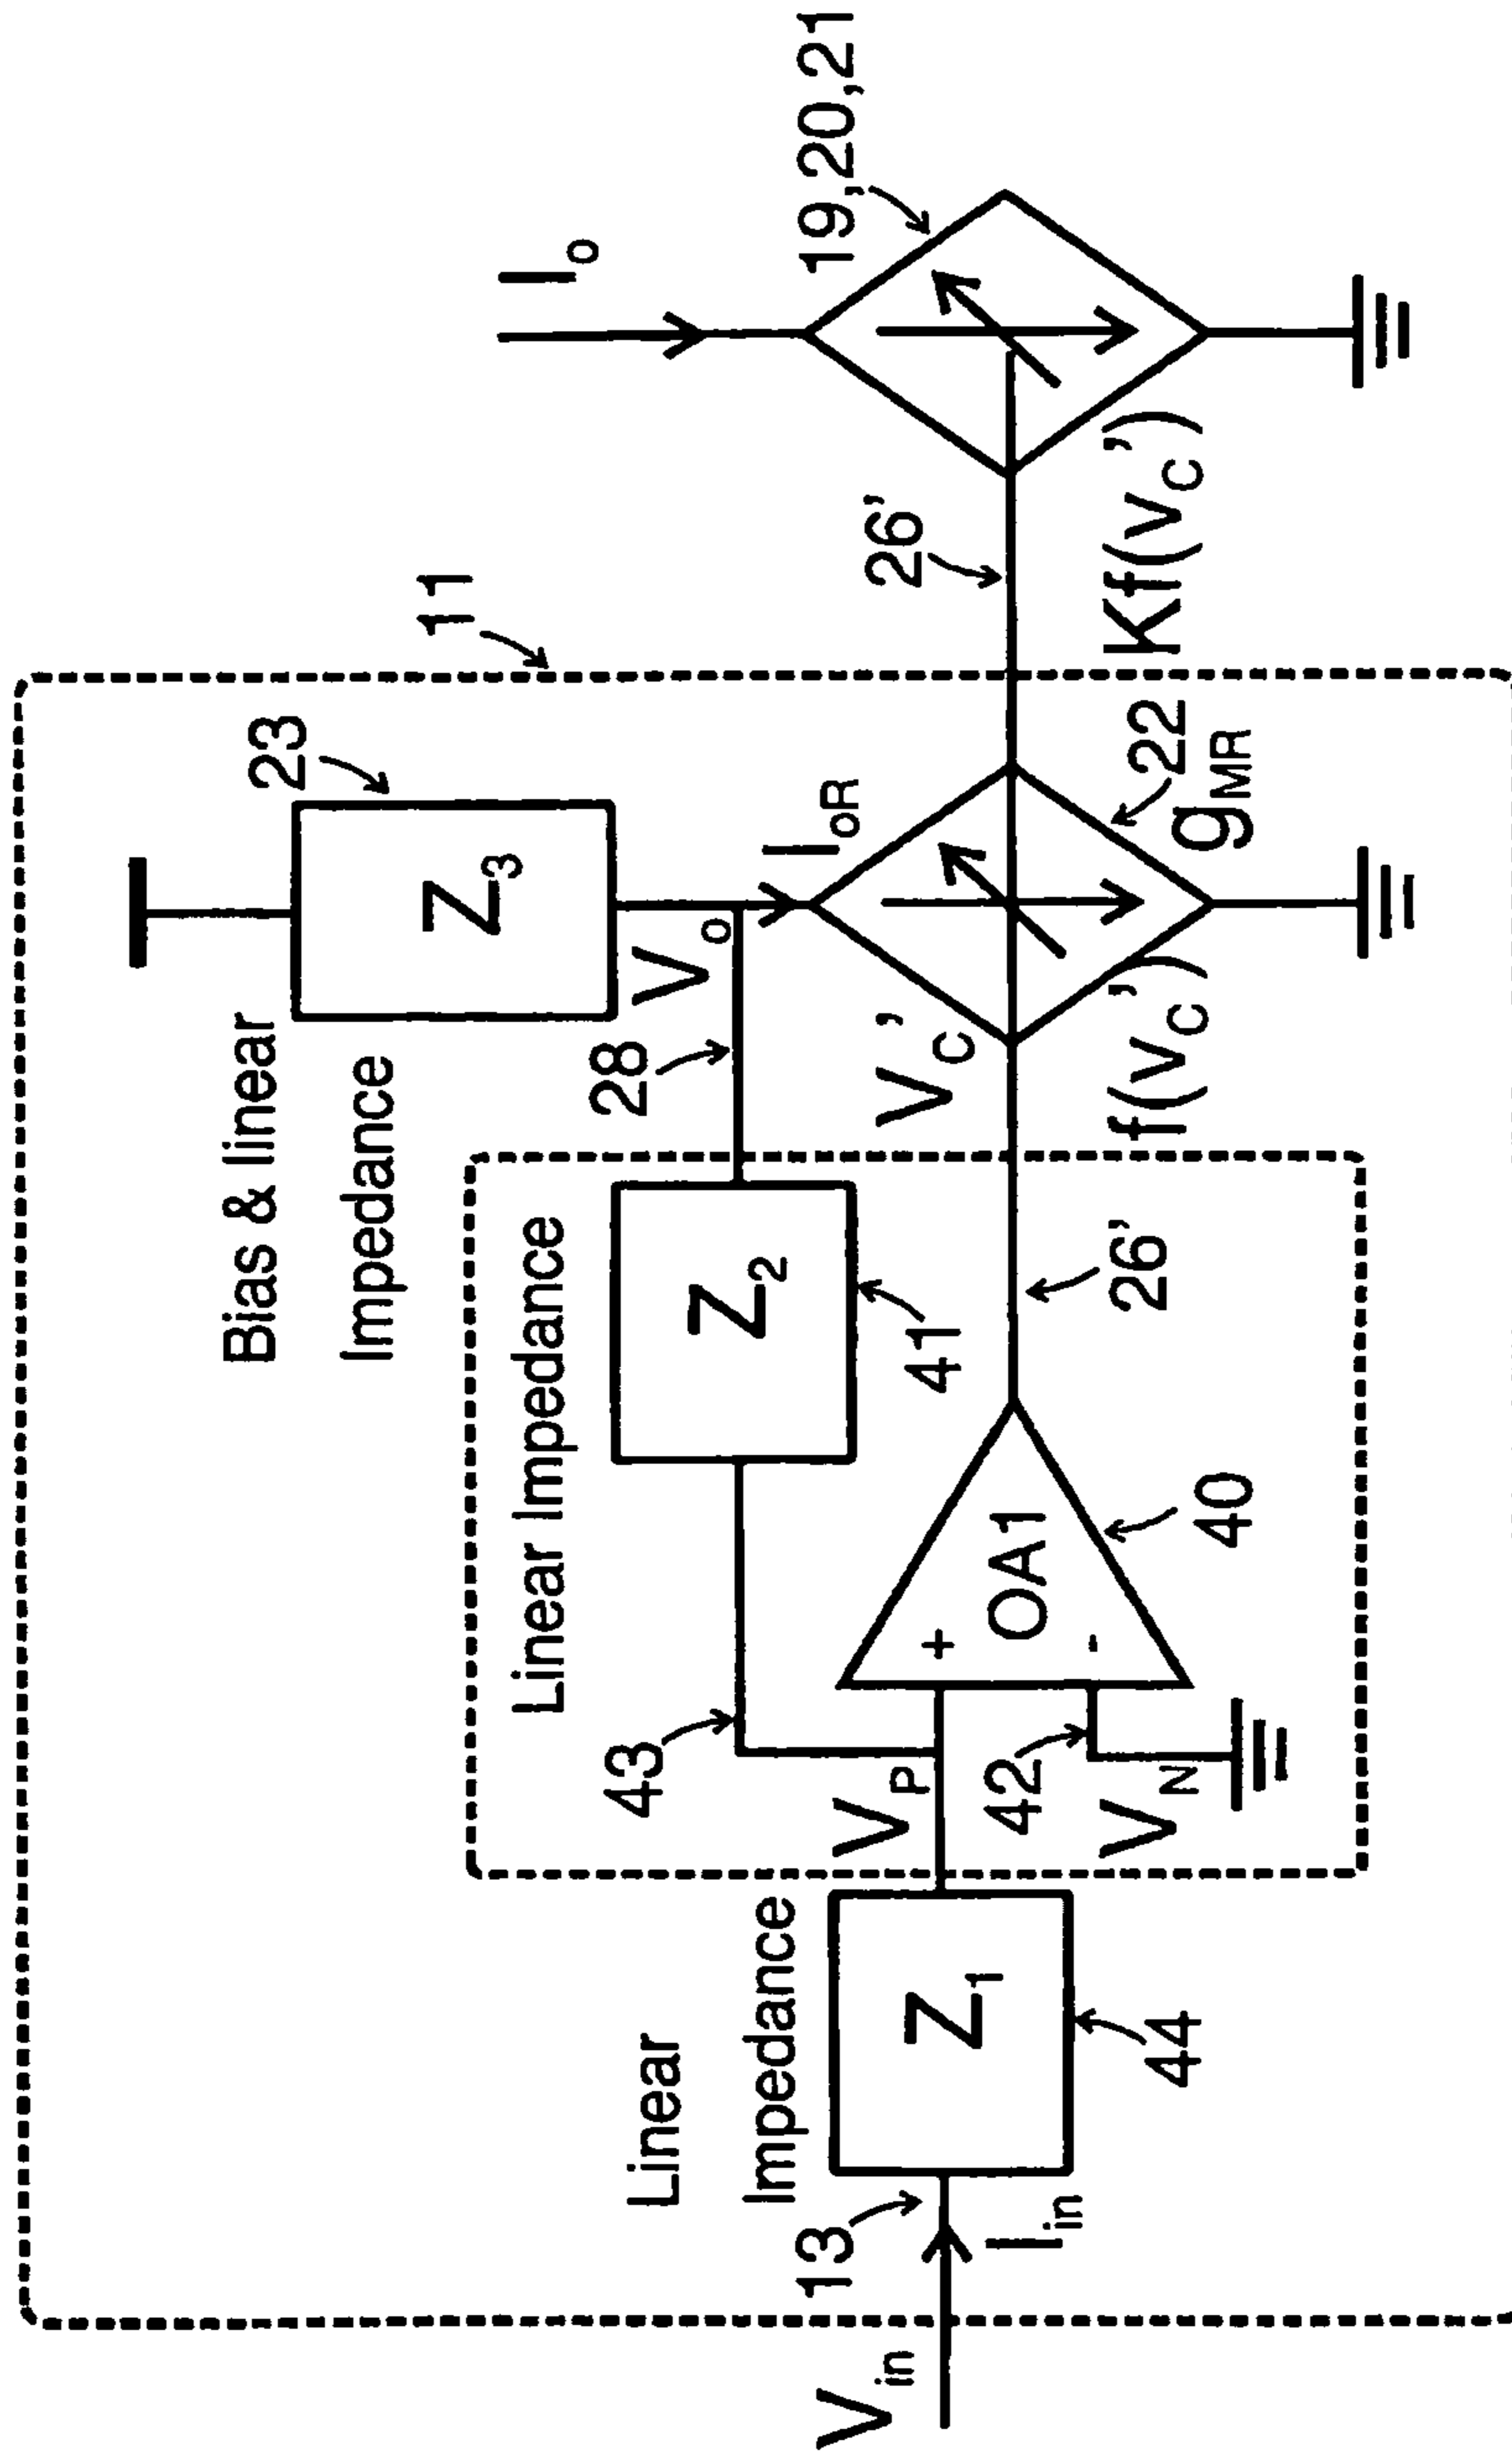 11
Bias & linear
Impedance
23
Z3
Linear Impedance
28
Vo
Io
Z2
IoR
43
41
VC'
26'
19,20,21
Linear
Impedance
VP
+
OA1
-
Vin
13
Z1
Iin
42
VN
40
26'
f(vC')
22
gMR
Kf(vC')
44